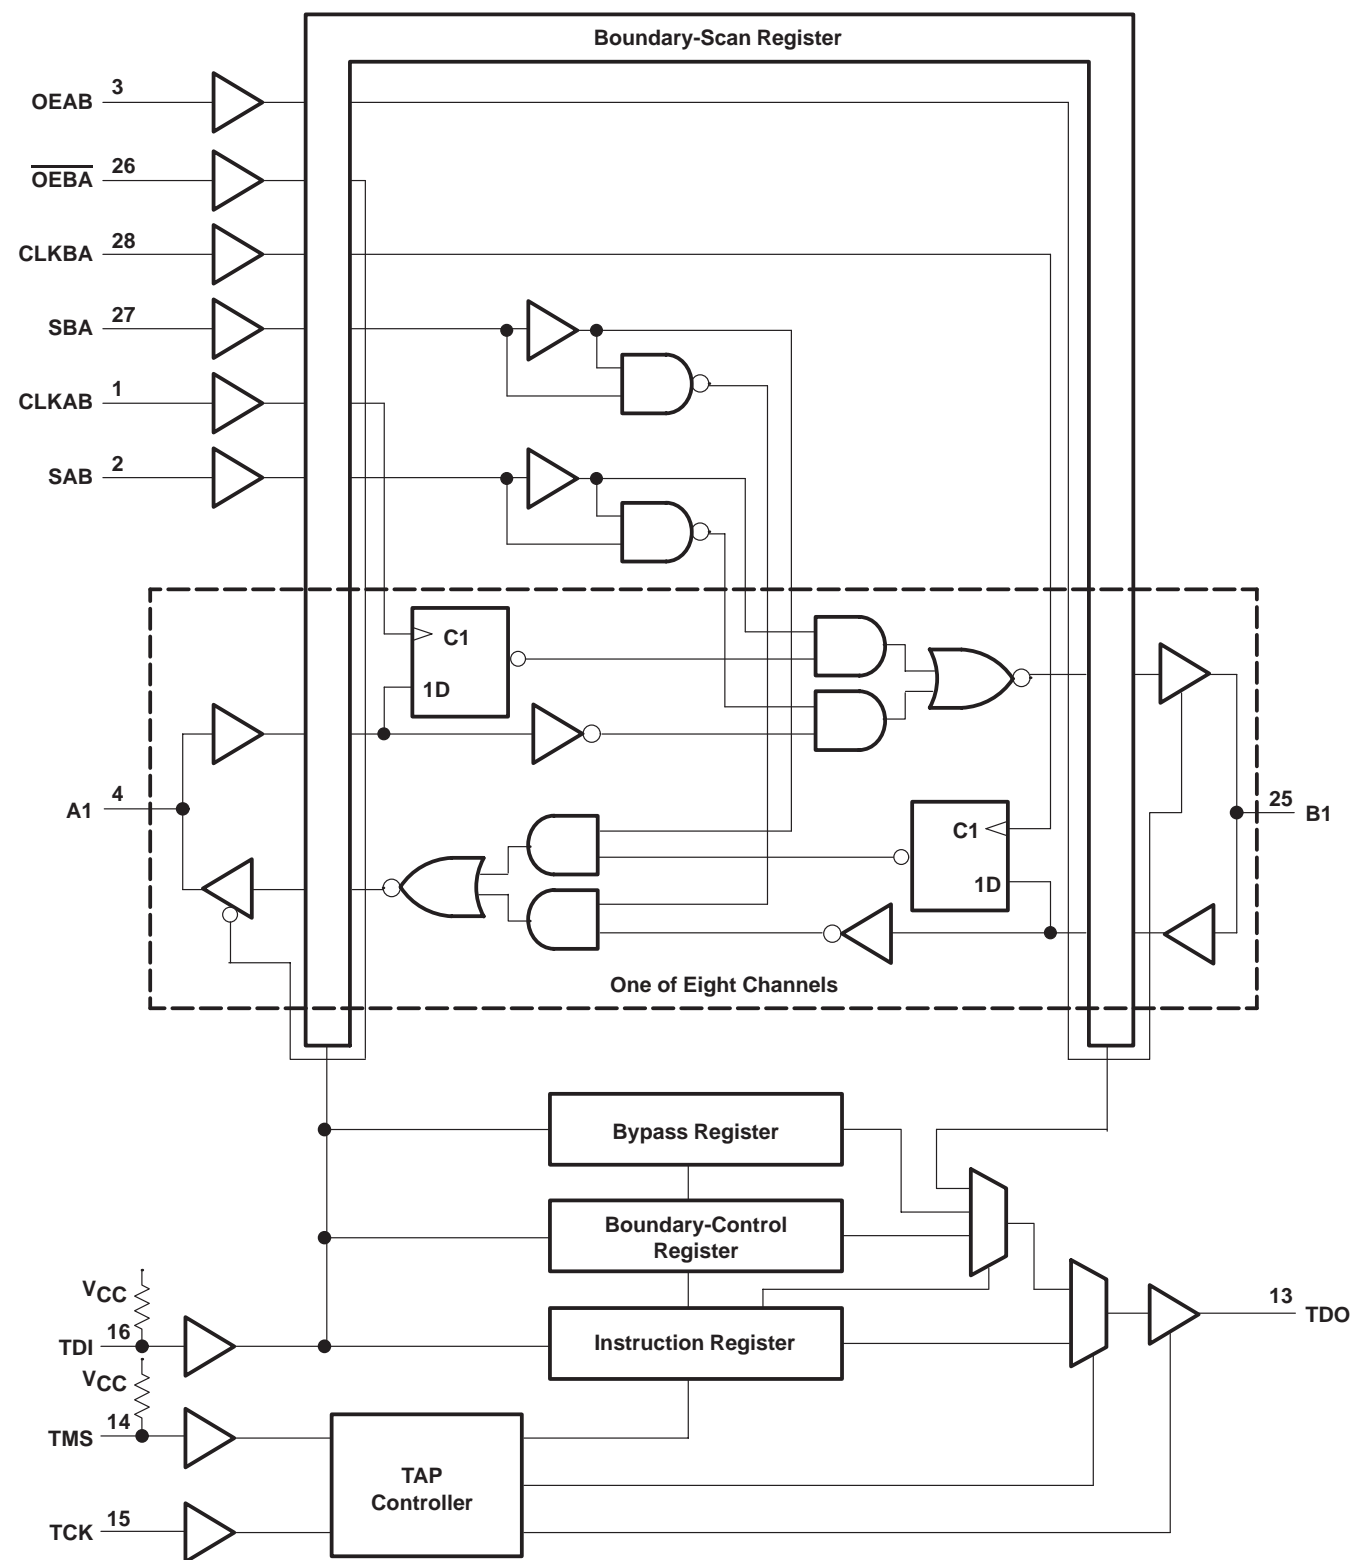 Boundary-Scan Register
OEAB 3
OEBA 26
CLKBA 28
SBA 27
CLKAB 1
SAB 2
C1
1D
A1 4
C1
1D
25 B1
One of Eight Channels
Bypass Register
Boundary-Control
Register
VCC
TDI 16
Instruction Register
13 TDO
VCC
TMS 14
TAP
Controller
TCK 15